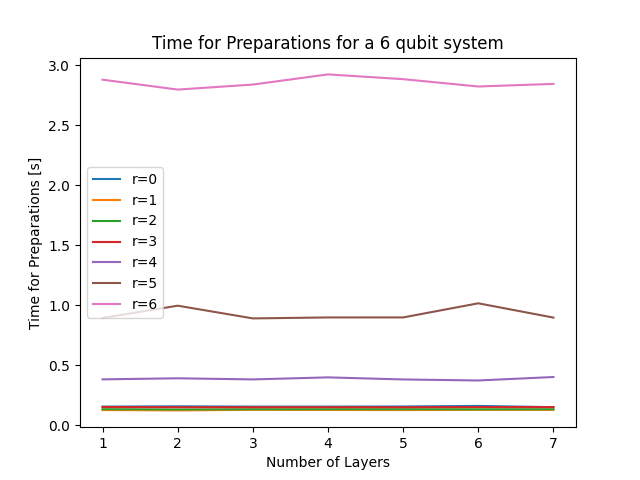 Time for Preparations for a 6 qubit system
Time for Preparations [s]
3.0
2.5
2.0
1.5
1.0
0.5
0.0
r=0
r=1
r=2
r=3
r=4
r=5
r=6
1 2 3 4 5 6 7
Number of Layers